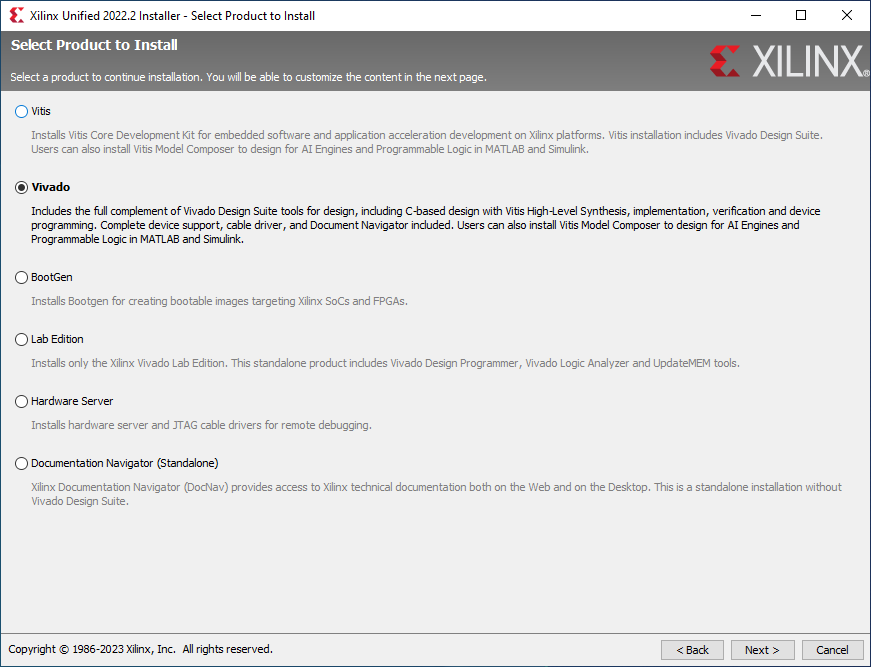 Xilinx Unified 2022.2 Installer - Select Product to Install
Select Product to Install
Select a product to continue installation. You will be able to customize the content in the next page.
XILINX®
Vitis
Installs Vitis Core Development Kit for embedded software and application acceleration development on Xilinx platforms. Vitis installation includes Vivado Design Suite.
Users can also install Vitis Model Composer to design for AI Engines and Programmable Logic in MATLAB and Simulink.
Vivado
Includes the full complement of Vivado Design Suite tools for design, including C-based design with Vitis High-Level Synthesis, implementation, verification and device
programming. Complete device support, cable driver, and Document Navigator included. Users can also install Vitis Model Composer to design for AI Engines and
Programmable Logic in MATLAB and Simulink.
BootGen
Installs Bootgen for creating bootable images targeting Xilinx SoCs and FPGAs.
Lab Edition
Installs only the Xilinx Vivado Lab Edition. This standalone product includes Vivado Design Programmer, Vivado Logic Analyzer and UpdateMEM tools.
Hardware Server
Installs hardware server and JTAG cable drivers for remote debugging.
Documentation Navigator (Standalone)
Xilinx Documentation Navigator (DocNav) provides access to Xilinx technical documentation both on the Web and on the Desktop. This is a standalone installation without
Vivado Design Suite.
Copyright © 1986-2023 Xilinx, Inc. All rights reserved.
< Back
Next >
Cancel